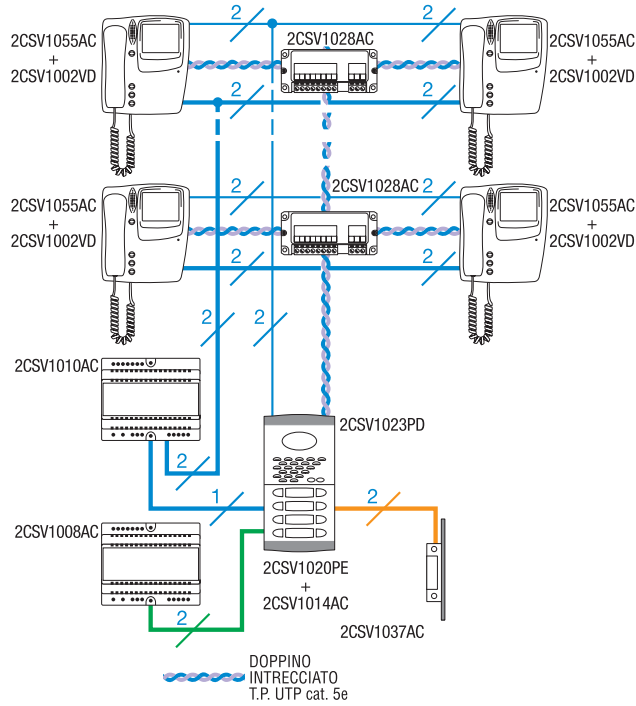 2
2
2CSV1055AC
+
2CSV1002VD
2CSV1028AC
2CSV1055AC
+
2CSV1002VD
2
2
2CSV1028AC
2
2
2CSV1055AC
+
2CSV1002VD
2CSV1055AC
+
2CSV1002VD
2
2
2
2
2CSV1010AC
2CSV1023PD
2
1
2
2CSV1008AC
2CSV1020PE
+
2CSV1014AC
2
2CSV1037AC
DOPPINO
INTRECCIATO
T.P. UTP cat. 5e